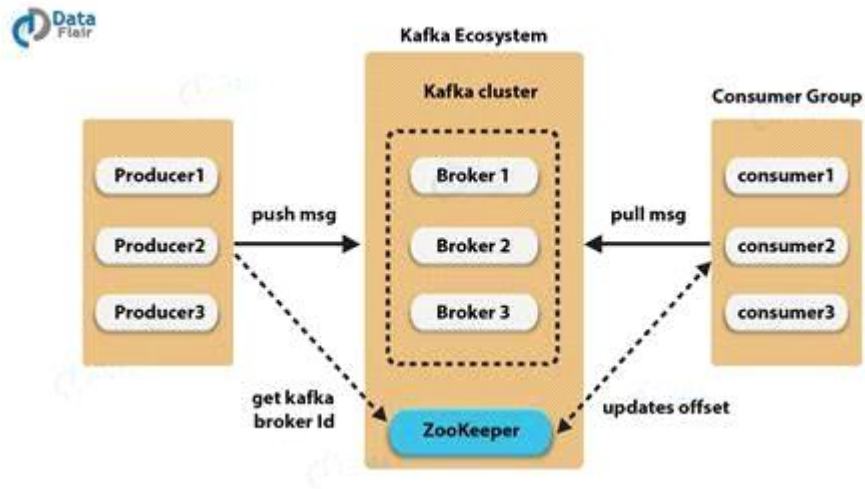 Data
Flair
Kafka Ecosystem
Kafka cluster
Consumer Group
Producer1
Producer2
Producer3
push msg
Broker 1
Broker 2
Broker 3
pull msg
consumer1
consumer2
consumer3
get kafka
broker Id
ZooKeeper
updates offset